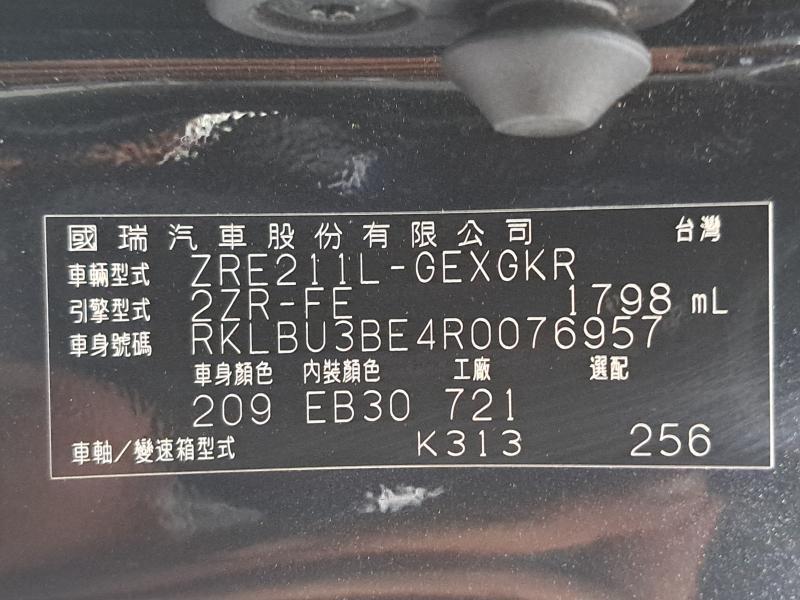 國瑞汽車股份有限公司 台灣
車輛型式 ZRE211L-GEXGKR
引擎型式 2ZR-FE 1798 mL
車身號碼 RKLBU3BE4R0076957
車身顏色 內裝顏色 工廠 選配
209 EB30 721
車軸／變速箱型式 K313 256